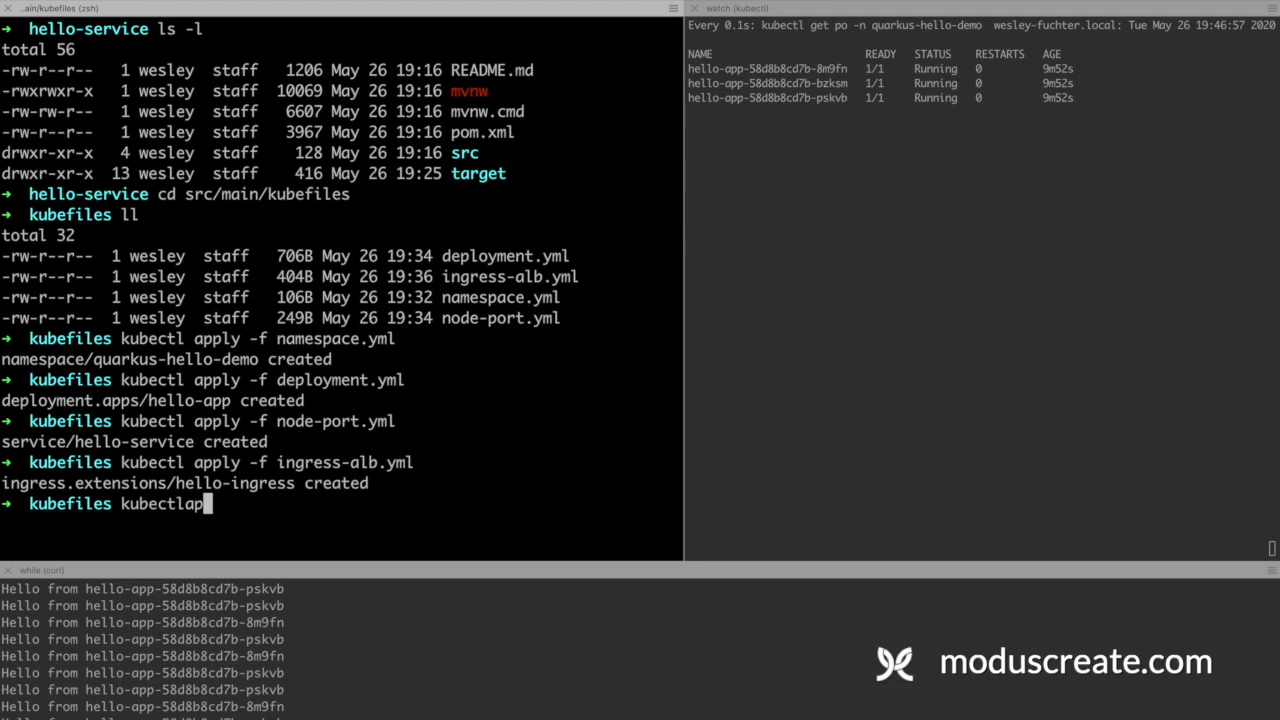 ..ain/kubefiles (zsh)
➜  hello-service ls -l
total 56
-rw-r--r--  1 wesley  staff   1206 May 26 19:16 README.md
-rwxrwxr-x  1 wesley  staff  10069 May 26 19:16 mvnw
-rw-r--r--  1 wesley  staff   6607 May 26 19:16 mvnw.cmd
-rw-r--r--  1 wesley  staff   3967 May 26 19:16 pom.xml
drwxr-xr-x  4 wesley  staff    128 May 26 19:16 src
drwxr-xr-x  13 wesley  staff    416 May 26 19:25 target
➜  hello-service cd src/main/kubefiles
➜  kubefiles ll
total 32
-rw-r--r--  1 wesley  staff   706B May 26 19:34 deployment.yml
-rw-r--r--  1 wesley  staff   404B May 26 19:36 ingress-alb.yml
-rw-r--r--  1 wesley  staff   106B May 26 19:32 namespace.yml
-rw-r--r--  1 wesley  staff   249B May 26 19:34 node-port.yml
➜  kubefiles kubectl apply -f namespace.yml
namespace/quarkus-hello-demo created
➜  kubefiles kubectl apply -f deployment.yml
deployment.apps/hello-app created
➜  kubefiles kubectl apply -f node-port.yml
service/hello-service created
➜  kubefiles kubectl apply -f ingress-alb.yml
ingress.extensions/hello-ingress created
➜  kubefiles kubectlap
watch (kubectl)
Every 0.1s: kubectl get po -n quarkus-hello-demo  wesley-fuchter.local: Tue May 26 19:46:57 2020
NAME  READY  STATUS  RESTARTS  AGE
hello-app-58d8b8cd7b-8m9fn  1/1  Running  0  9m52s
hello-app-58d8b8cd7b-bzksm  1/1  Running  0  9m52s
hello-app-58d8b8cd7b-pskvb  1/1  Running  0  9m52s
while (curl)
Hello from hello-app-58d8b8cd7b-pskvb
Hello from hello-app-58d8b8cd7b-pskvb
Hello from hello-app-58d8b8cd7b-8m9fn
Hello from hello-app-58d8b8cd7b-pskvb
Hello from hello-app-58d8b8cd7b-8m9fn
Hello from hello-app-58d8b8cd7b-pskvb
Hello from hello-app-58d8b8cd7b-pskvb
Hello from hello-app-58d8b8cd7b-8m9fn
moduscreate.com